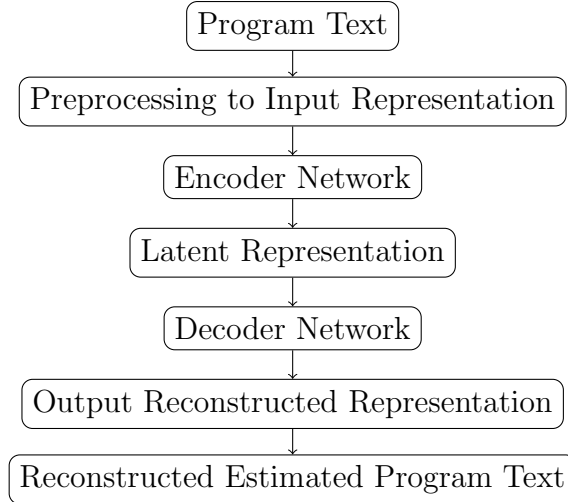 Program Text
Preprocessing to Input Representation
Encoder Network
Latent Representation
Decoder Network
Output Reconstructed Representation
Reconstructed Estimated Program Text